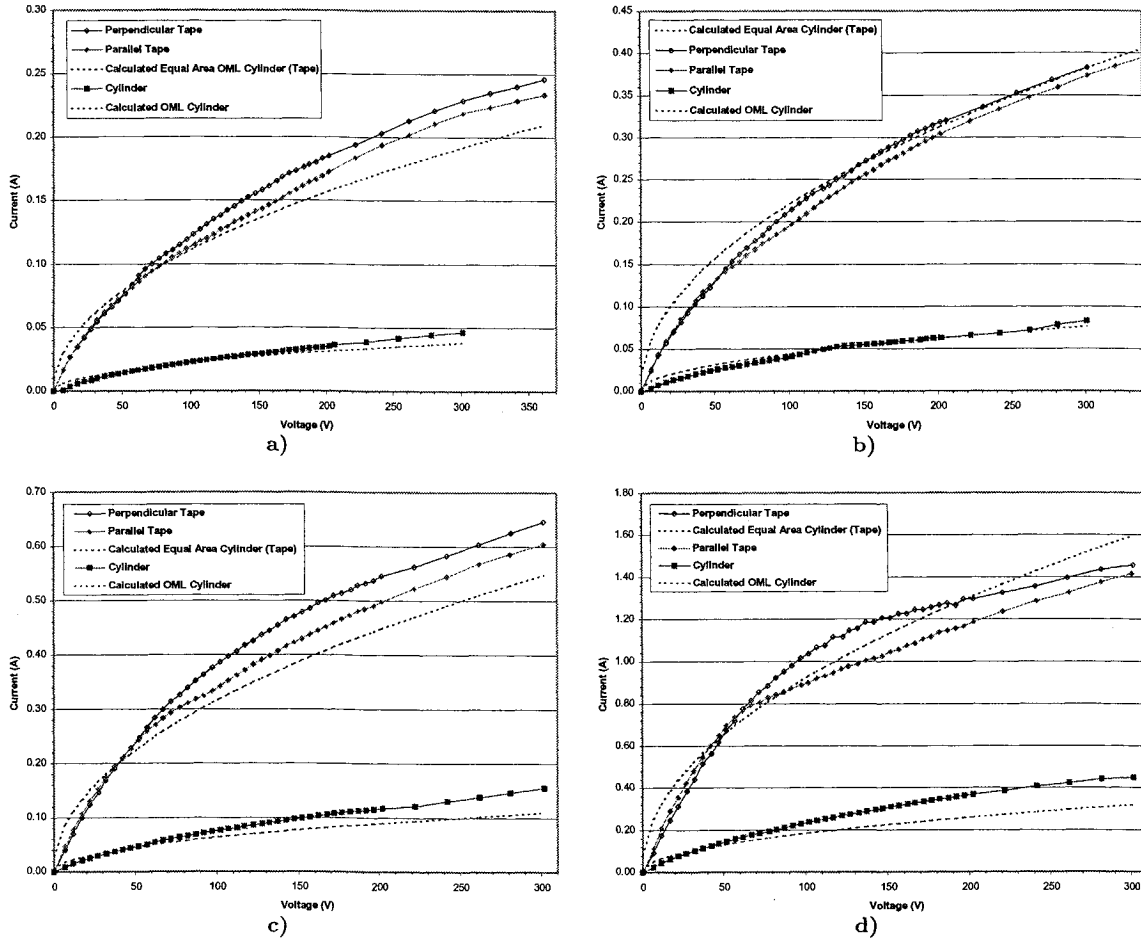 0.30
0.25
0.20
0.15
0.10
0.05
0.00
Current (A)
Perpendicular Tape
Parallel Tape
Calculated Equal Area OML Cylinder (Tape)
Cylinder
Calculated OML Cylinder
0 50 100 150 200 250 300 350
Voltage (V)
a)
0.45
0.40
0.35
0.30
0.25
0.20
0.15
0.10
0.05
0.00
Current (A)
Calculated Equal Area Cylinder (Tape)
Perpendicular Tape
Parallel Tape
Cylinder
Calculated OML Cylinder
0 50 100 150 200 250 300
Voltage (V)
b)
0.70
0.60
0.50
0.40
0.30
0.20
0.10
0.00
Current (A)
Perpendicular Tape
Parallel Tape
Calculated Equal Area Cylinder (Tape)
Cylinder
Calculated OML Cylinder
0 50 100 150 200 250 300
Voltage (V)
c)
1.80
1.60
1.40
1.20
1.00
0.80
0.60
0.40
0.20
0.00
Current (A)
Perpendicular Tape
Calculated Equal Area Cylinder (Tape)
Parallel Tape
Cylinder
Calculated OML Cylinder
0 50 100 150 200 250 300
Voltage (V)
d)